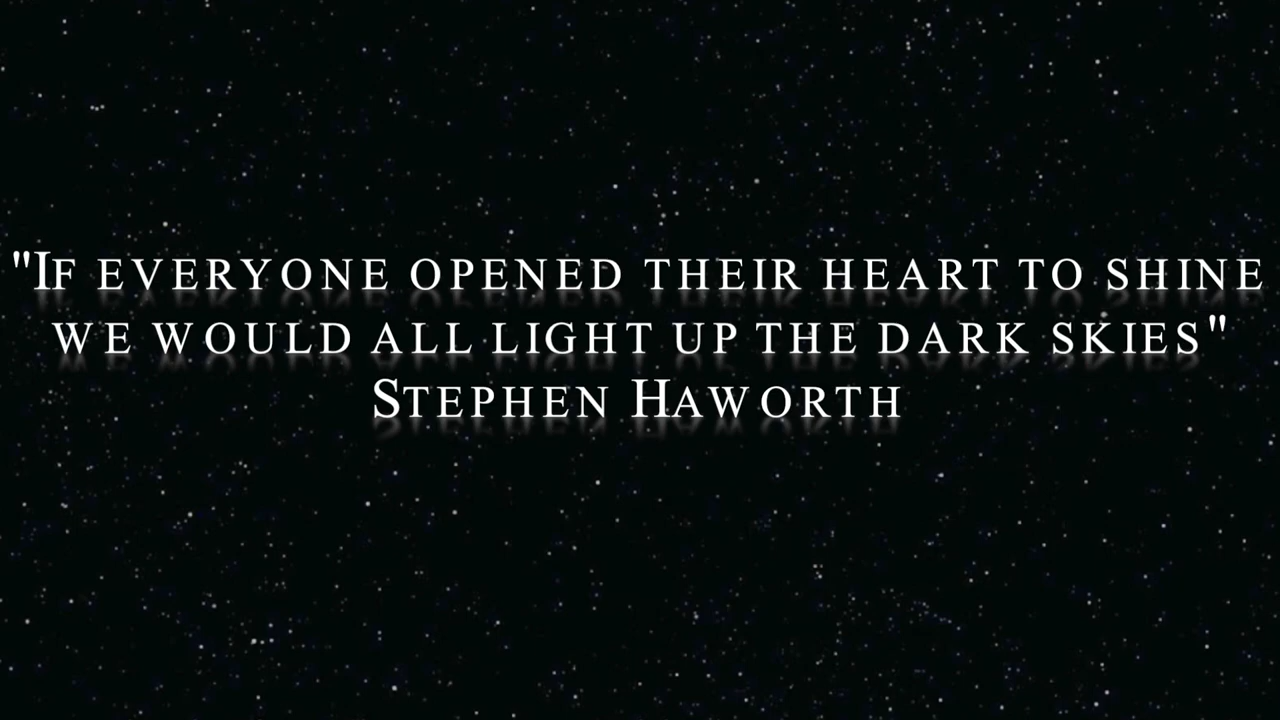 "If everyone opened their heart to shine
we would all light up the dark skies"
Stephen Haworth